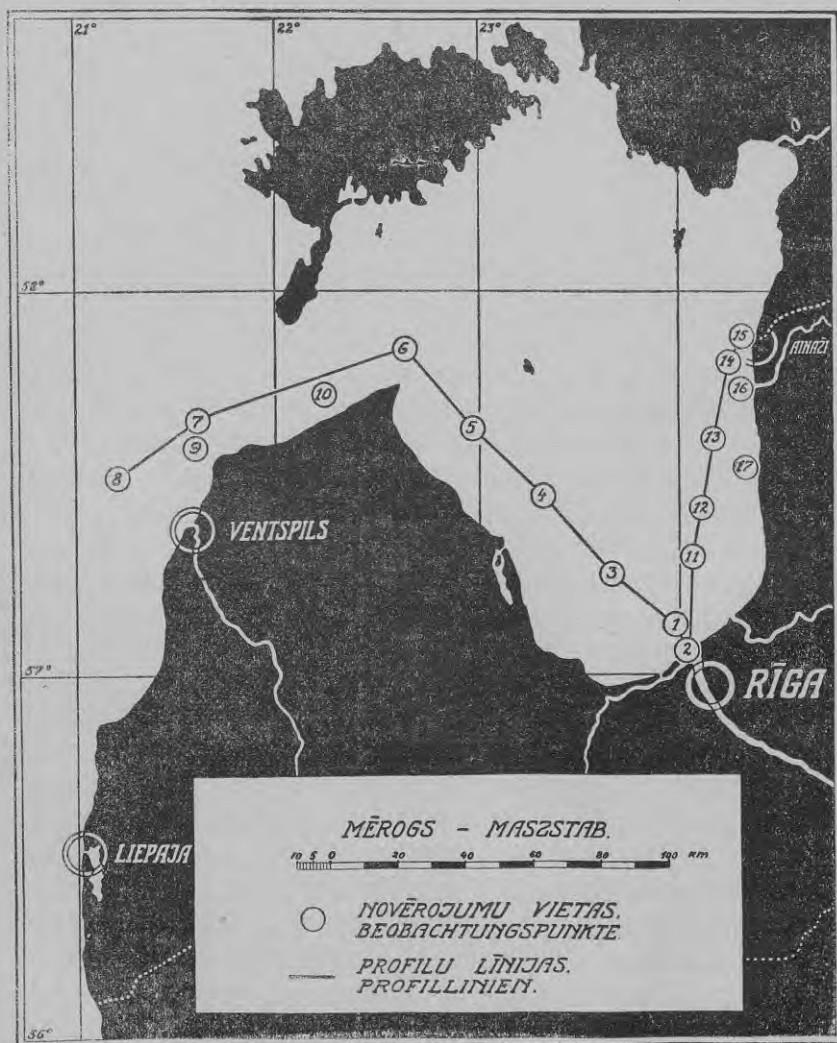 21° 22° 23°
58°
6
15
14
AINAŽI
16
10
7
5
13
9
17
8
4
12
VENTSPILS
11
3
1
2
57°
RĪGA
MĒROGS – MASZSTAB.
10 5 0 20 40 60 80 100 KM
LIEPAJA
NOVĒROJUMU VIETAS.
BEOBACHTUNGSPUNKTE
PROFILU LĪNIJAS.
PROFILLINIEN.
56°